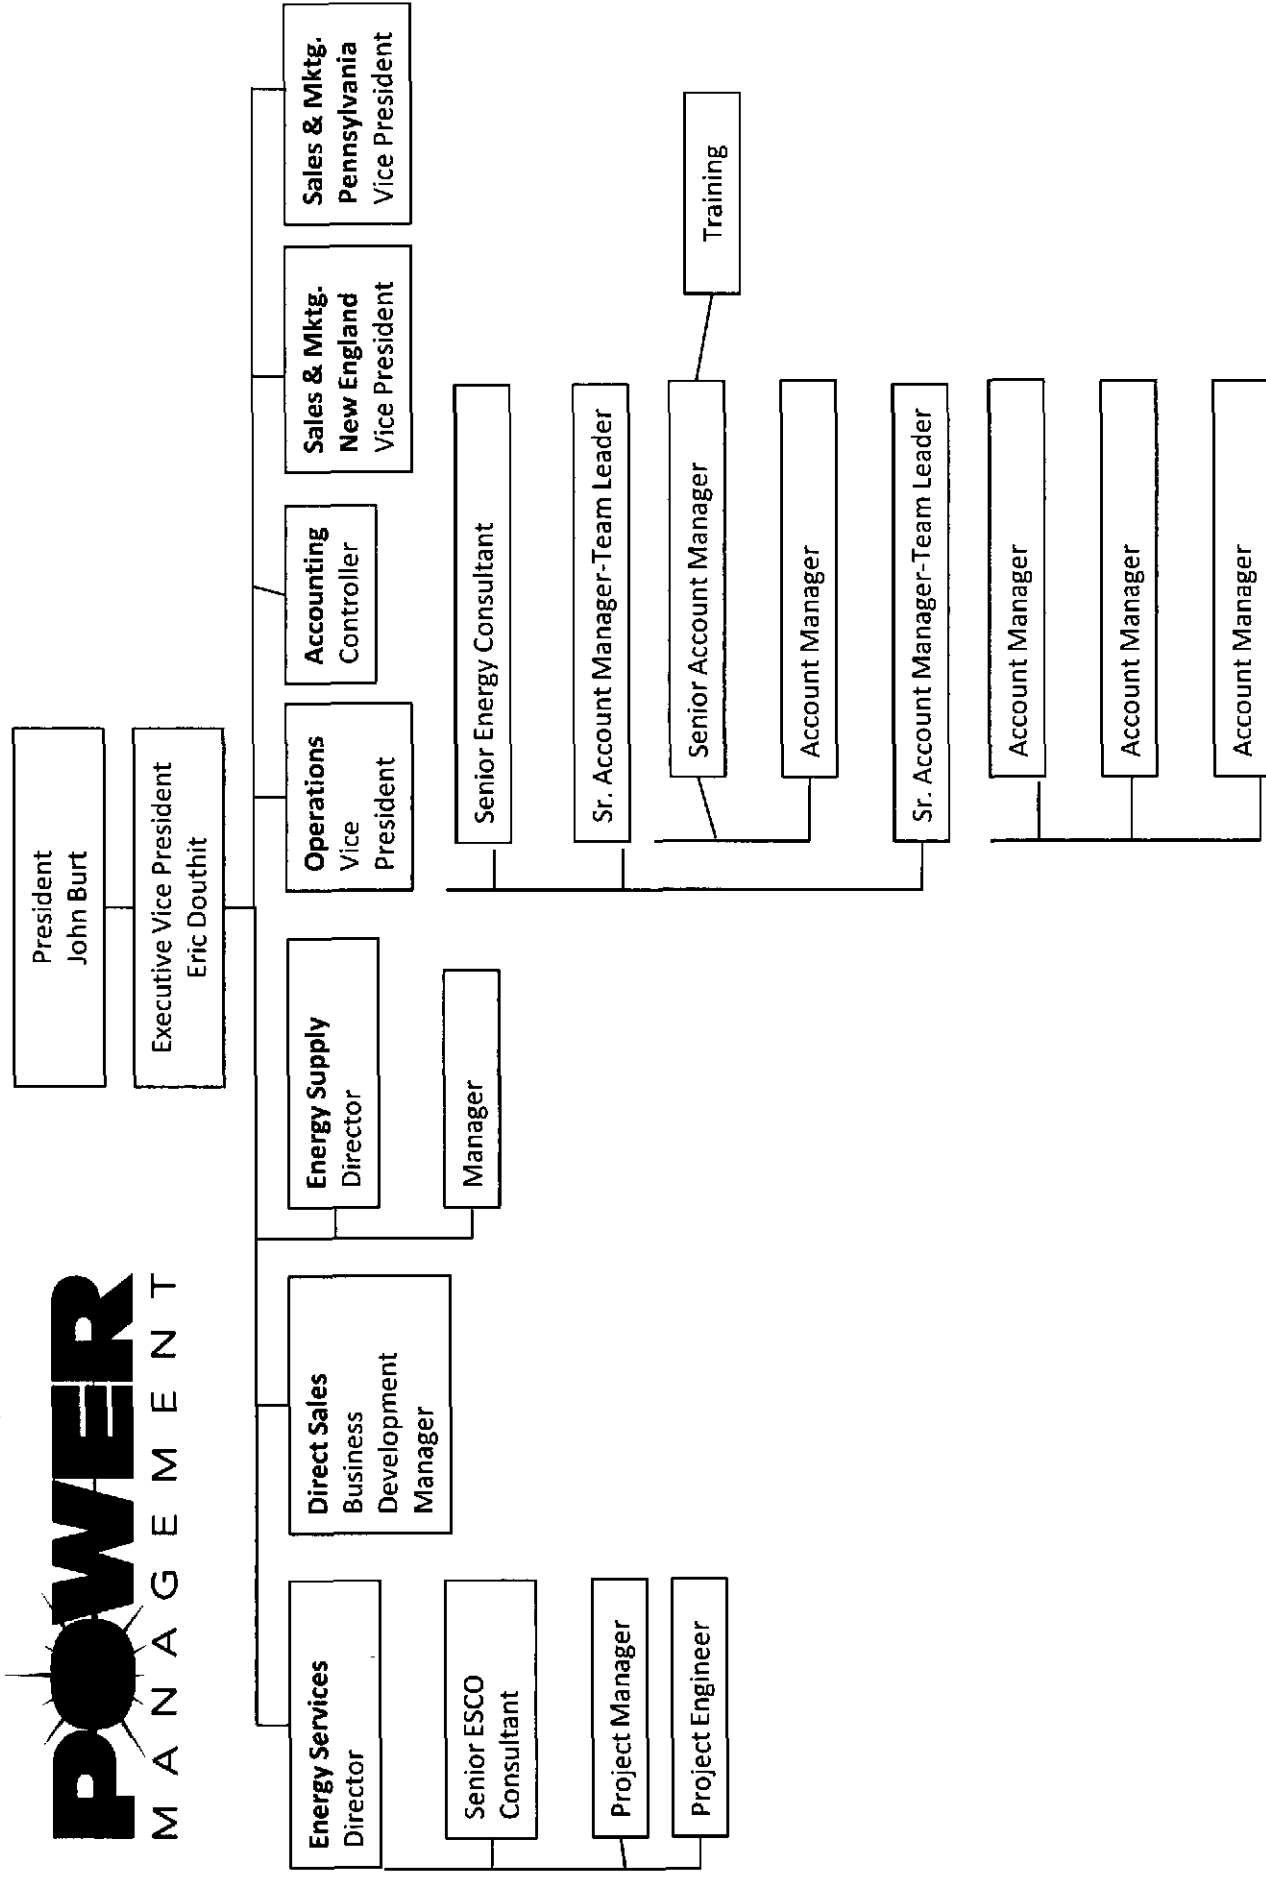 POWER
MANAGEMENT
President
John Burt
Executive Vice President
Eric Douthit
Energy Services
Director
Senior ESCO
Consultant
Project Manager
Project Engineer
Direct Sales
Business
Development
Manager
Energy Supply
Director
Manager
Operations
Vice
President
Senior Energy Consultant
Sr. Account Manager-Team Leader
Senior Account Manager
Training
Account Manager
Sr. Account Manager-Team Leader
Account Manager
Account Manager
Account Manager
Accounting
Controller
Sales & Mktg.
New England
Vice President
Sales & Mktg.
Pennsylvania
Vice President